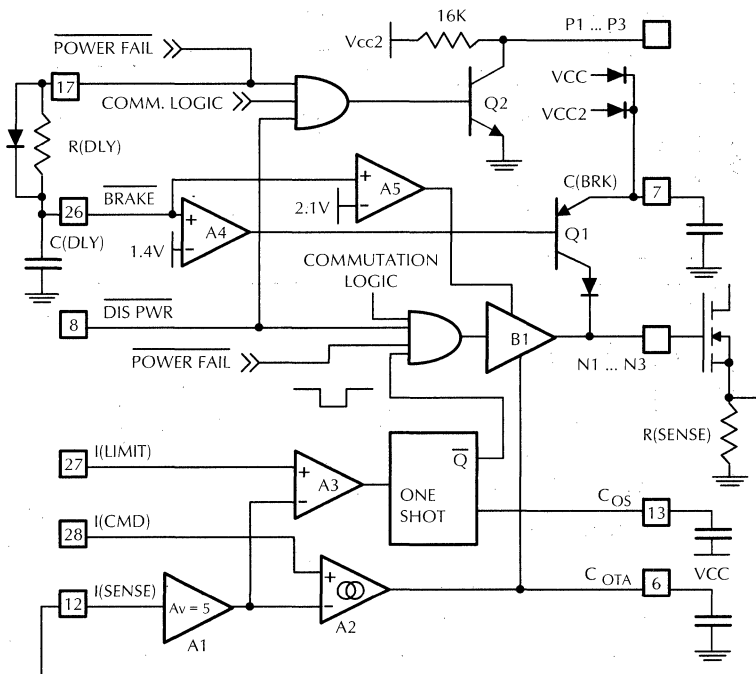 16K
P1 ... P3
Vcc2
POWER FAIL
17
COMM. LOGIC
Q2
VCC
VCC2
R(DLY)
BRAKE
26
C(DLY)
+
−
A4
1.4V
+
−
A5
2.1V
C(BRK)
7
Q1
COMMUTATION
LOGIC
DIS PWR
8
POWER FAIL
B1
N1 ... N3
R(SENSE)
I(LIMIT)
27
+
−
A3
Q
ONE
SHOT
COS
13
VCC
I(CMD)
28
+
−
A2
COTA
6
I(SENSE)
12
Av = 5
A1